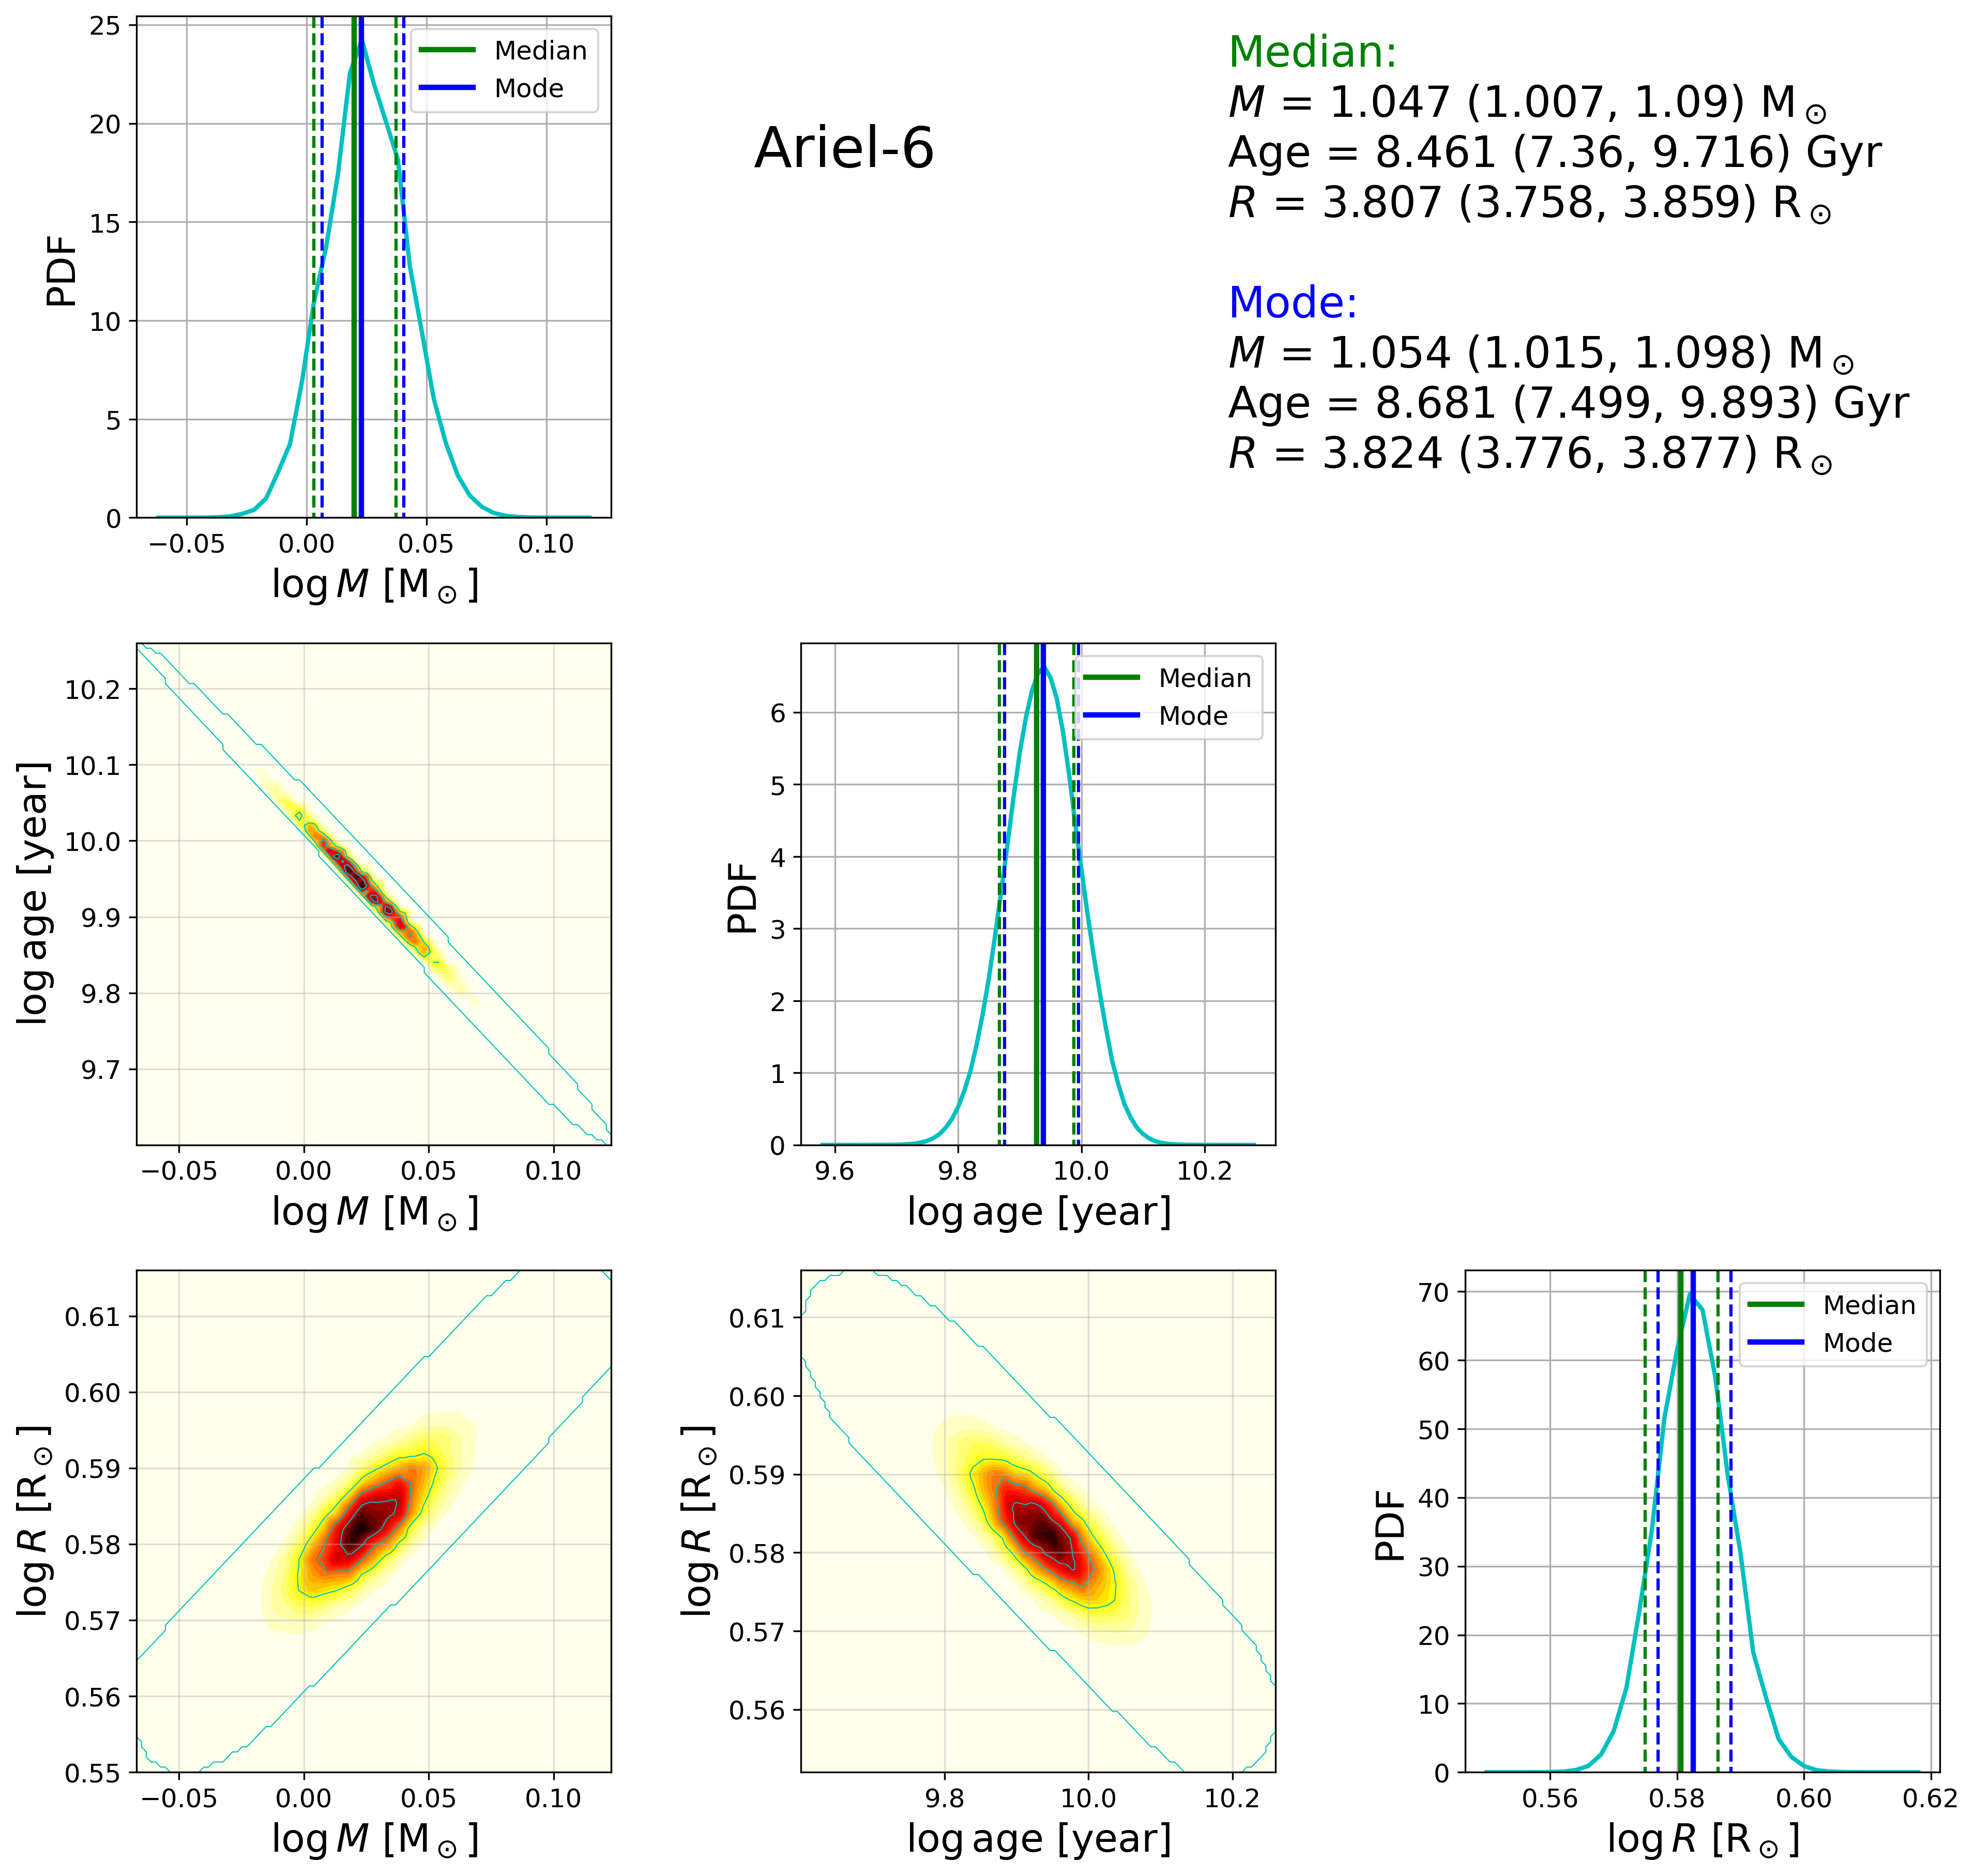 25
20
15
10
5
0
PDF
Median
Mode
−0.05
0.00
0.05
0.10
log M [M⊙]
Ariel-6
Median:
M = 1.047 (1.007, 1.09) M⊙
Age = 8.461 (7.36, 9.716) Gyr
R = 3.807 (3.758, 3.859) R⊙
Mode:
M = 1.054 (1.015, 1.098) M⊙
Age = 8.681 (7.499, 9.893) Gyr
R = 3.824 (3.776, 3.877) R⊙
10.2
10.1
10.0
9.9
9.8
9.7
log age [year]
−0.05
0.00
0.05
0.10
log M [M⊙]
6
5
4
3
2
1
0
PDF
Median
Mode
9.6
9.8
10.0
10.2
log age [year]
0.61
0.60
0.59
0.58
0.57
0.56
0.55
log R [R⊙]
−0.05
0.00
0.05
0.10
log M [M⊙]
0.61
0.60
0.59
0.58
0.57
0.56
log R [R⊙]
9.8
10.0
10.2
log age [year]
70
60
50
40
30
20
10
0
PDF
Median
Mode
0.56
0.58
0.60
0.62
log R [R⊙]